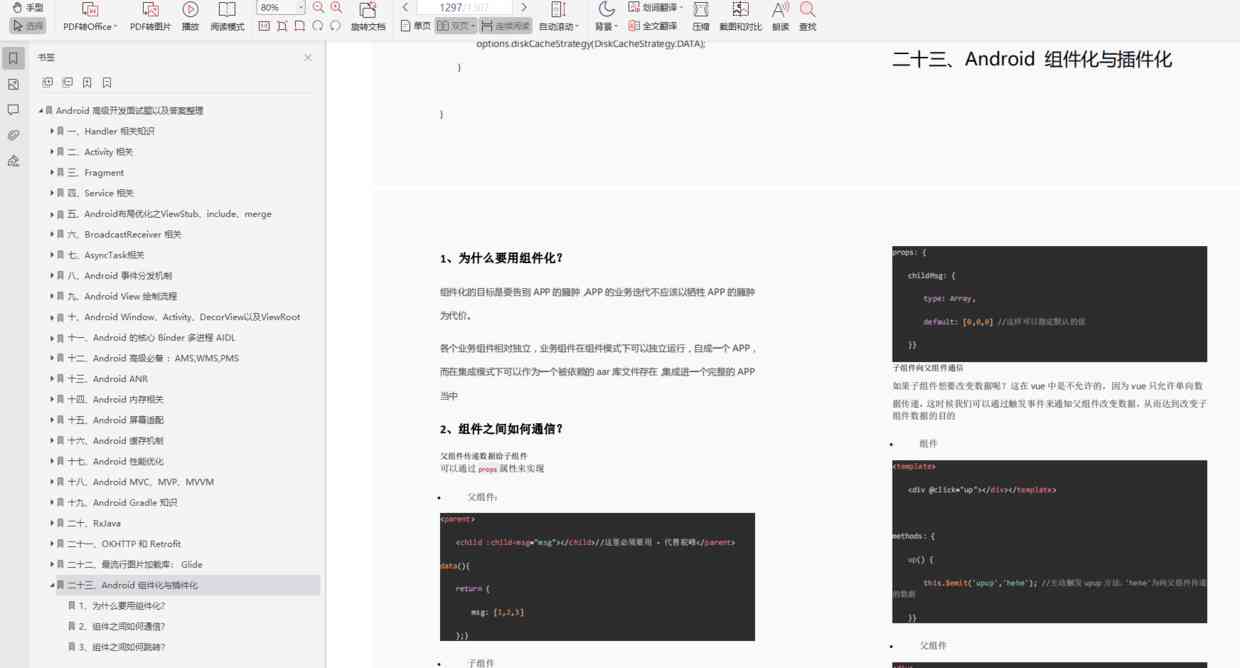 手型
选择
PDF转Office
PDF转图片
播放
阅读模式
80%
旋转文档
1297/1307
单页
双页
连续阅读
自动滚动
背景
划词翻译
全文翻译
压缩
截图和对比
朗读
查找
书签
Android 高级开发面试题以及答案整理
一、Handler 相关知识
二、Activity 相关
三、Fragment
四、Service 相关
五、Android布局优化之ViewStub、include、merge
六、BroadcastReceiver 相关
七、AsyncTask相关
八、Android 事件分发机制
九、Android View 绘制流程
十、Android Window、Activity、DecorView以及ViewRoot
十一、Android 的核心 Binder 多进程 AIDL
十二、Android 高级必备 ：AMS,WMS,PMS
十三、Android ANR
十四、Android 内存相关
十五、Android 屏幕适配
十六、Android 缓存机制
十七、Android 性能优化
十八、Android MVC、MVP、MVVM
十九、Android Gradle 知识
二十、RxJava
二十一、OKHTTP 和 Retrofit
二十二、最流行图片加载库： Glide
二十三、Android 组件化与插件化
1、为什么要用组件化?
2、组件之间如何通信?
3、组件之间如何跳转?
options.diskCacheStrategy(DiskCacheStrategy.DATA);
}
}
二十三、Android 组件化与插件化
1、为什么要用组件化？
组件化的目标是要告别 APP 的臃肿 ,APP 的业务迭代不应该以牺牲 APP 的臃肿
为代价。
各个业务组件相对独立，业务组件在组件模式下可以独立运行，自成一个 APP，
而在集成模式下可以作为一个被依赖的 aar 库文件存在 ,集成进一个完整的 APP
当中
2、组件之间如何通信？
父组件传递数据给子组件
可以通过 props 属性来实现
• 父组件：
<parent>
<child :child-msg="msg"></child>//这里必须要用 - 代替驼峰</parent>
data(){
return {
msg: [1,2,3]
};}
• 子组件
props: {
childMsg: {
type: Array,
default: [0,0,0] //这样可以指定默认的值
}}
子组件向父组件通信
如果子组件想要改变数据呢？这在 vue 中是不允许的，因为 vue 只允许单向数
据传递，这时候我们可以通过触发事件来通知父组件改变数据，从而达到改变子
组件数据的目的
• 组件
<template>
<div @click="up"></div></template>
methods: {
up() {
this.$emit('upup','hehe'); //主动触发 upup 方法，'hehe'为向父组件传递
的数据
}}
• 父组件
<div>